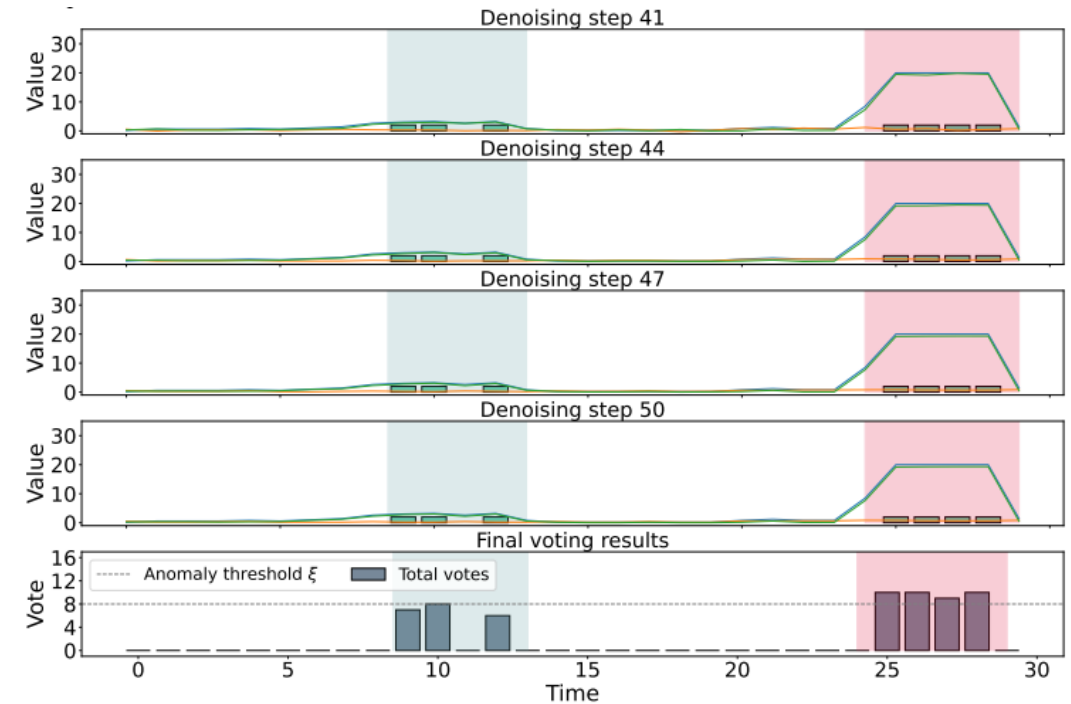 Denoising step 41
Value
30
20
10
0
Denoising step 44
Value
30
20
10
0
Denoising step 47
Value
30
20
10
0
Denoising step 50
Value
30
20
10
0
Final voting results
Vote
16
12
8
4
0
Anomaly threshold ξ
Total votes
0 5 10 15 20 25 30
Time